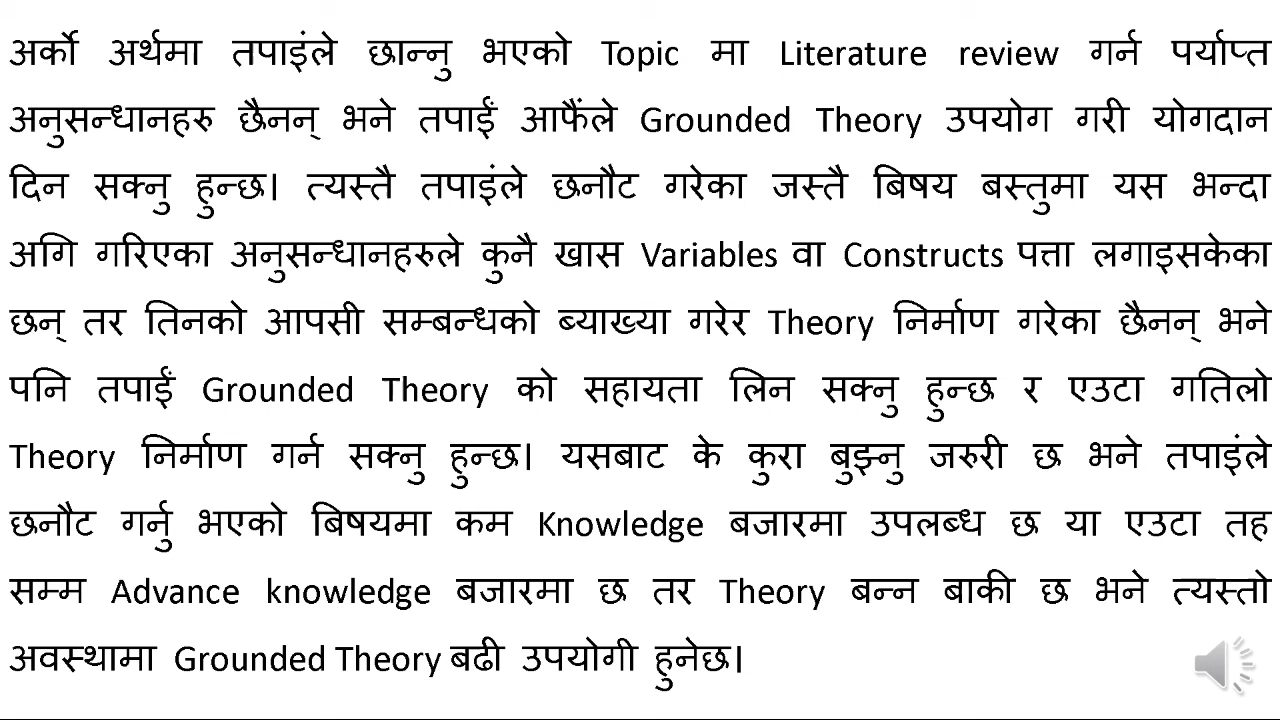 अर्को अर्थमा तपाइंले छान्नु भएको Topic मा Literature review गर्न पर्याप्त
अनुसन्धानहरु छैनन् भने तपाईं आफैंले Grounded Theory उपयोग गरी योगदान
दिन सक्नु हुन्छ। त्यस्तै तपाइंले छनौट गरेका जस्तै बिषय बस्तुमा यस भन्दा
अगि गरिएका अनुसन्धानहरुले कुनै खास Variables वा Constructs पत्ता लगाइसकेका
छन् तर तिनको आपसी सम्बन्धको ब्याख्या गरेर Theory निर्माण गरेका छैनन् भने
पनि तपाईं Grounded Theory को सहायता लिन सक्नु हुन्छ र एउटा गतिलो
Theory निर्माण गर्न सक्नु हुन्छ। यसबाट के कुरा बुझ्नु जरुरी छ भने तपाइंले
छनौट गर्नु भएको बिषयमा कम Knowledge बजारमा उपलब्ध छ या एउटा तह
सम्म Advance knowledge बजारमा छ तर Theory बन्न बाकी छ भने त्यस्तो
अवस्थामा Grounded Theory बढी उपयोगी हुनेछ।